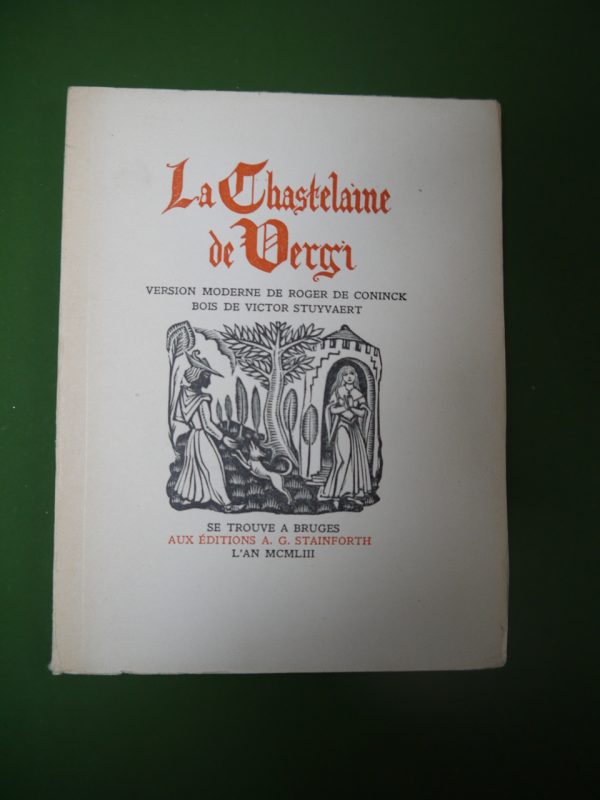 La Chastelaine
de Vergi
VERSION MODERNE DE ROGER DE CONINCK
BOIS DE VICTOR STUYVAERT
SE TROUVE A BRUGES
AUX ÉDITIONS A. G. STAINFORTH
L'AN MCMLIII